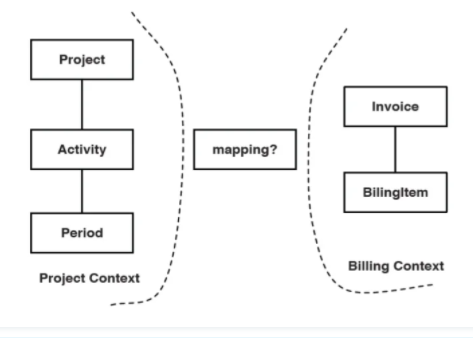 Project
Activity
Period
Project Context
mapping?
Invoice
BilingItem
Billing Context